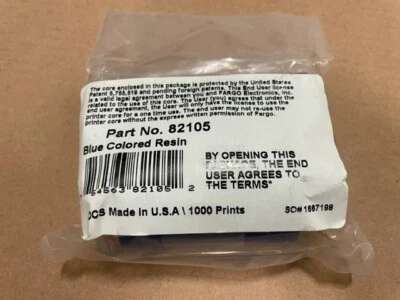 The core enclosed in this package is protected by the United States
Patent 6,755,519 and pending foreign patents. This End User license
is a valid legal agreement between you and FARGO Electronics, Inc.
The User (you) agrees that under the
related to the use of this core. The User will only have the license to use the
printer core for a one time use. The end user may not re-use the
printer core without the express written permission of Fargo.
Part No. 82105
Blue Colored Resin
BY OPENING THIS
PACKAGE, THE END
USER AGREES TO
THE TERMS"
54563 82105 2
OCS Made in U.S.A \ 1000 Prints
SO# 1667198